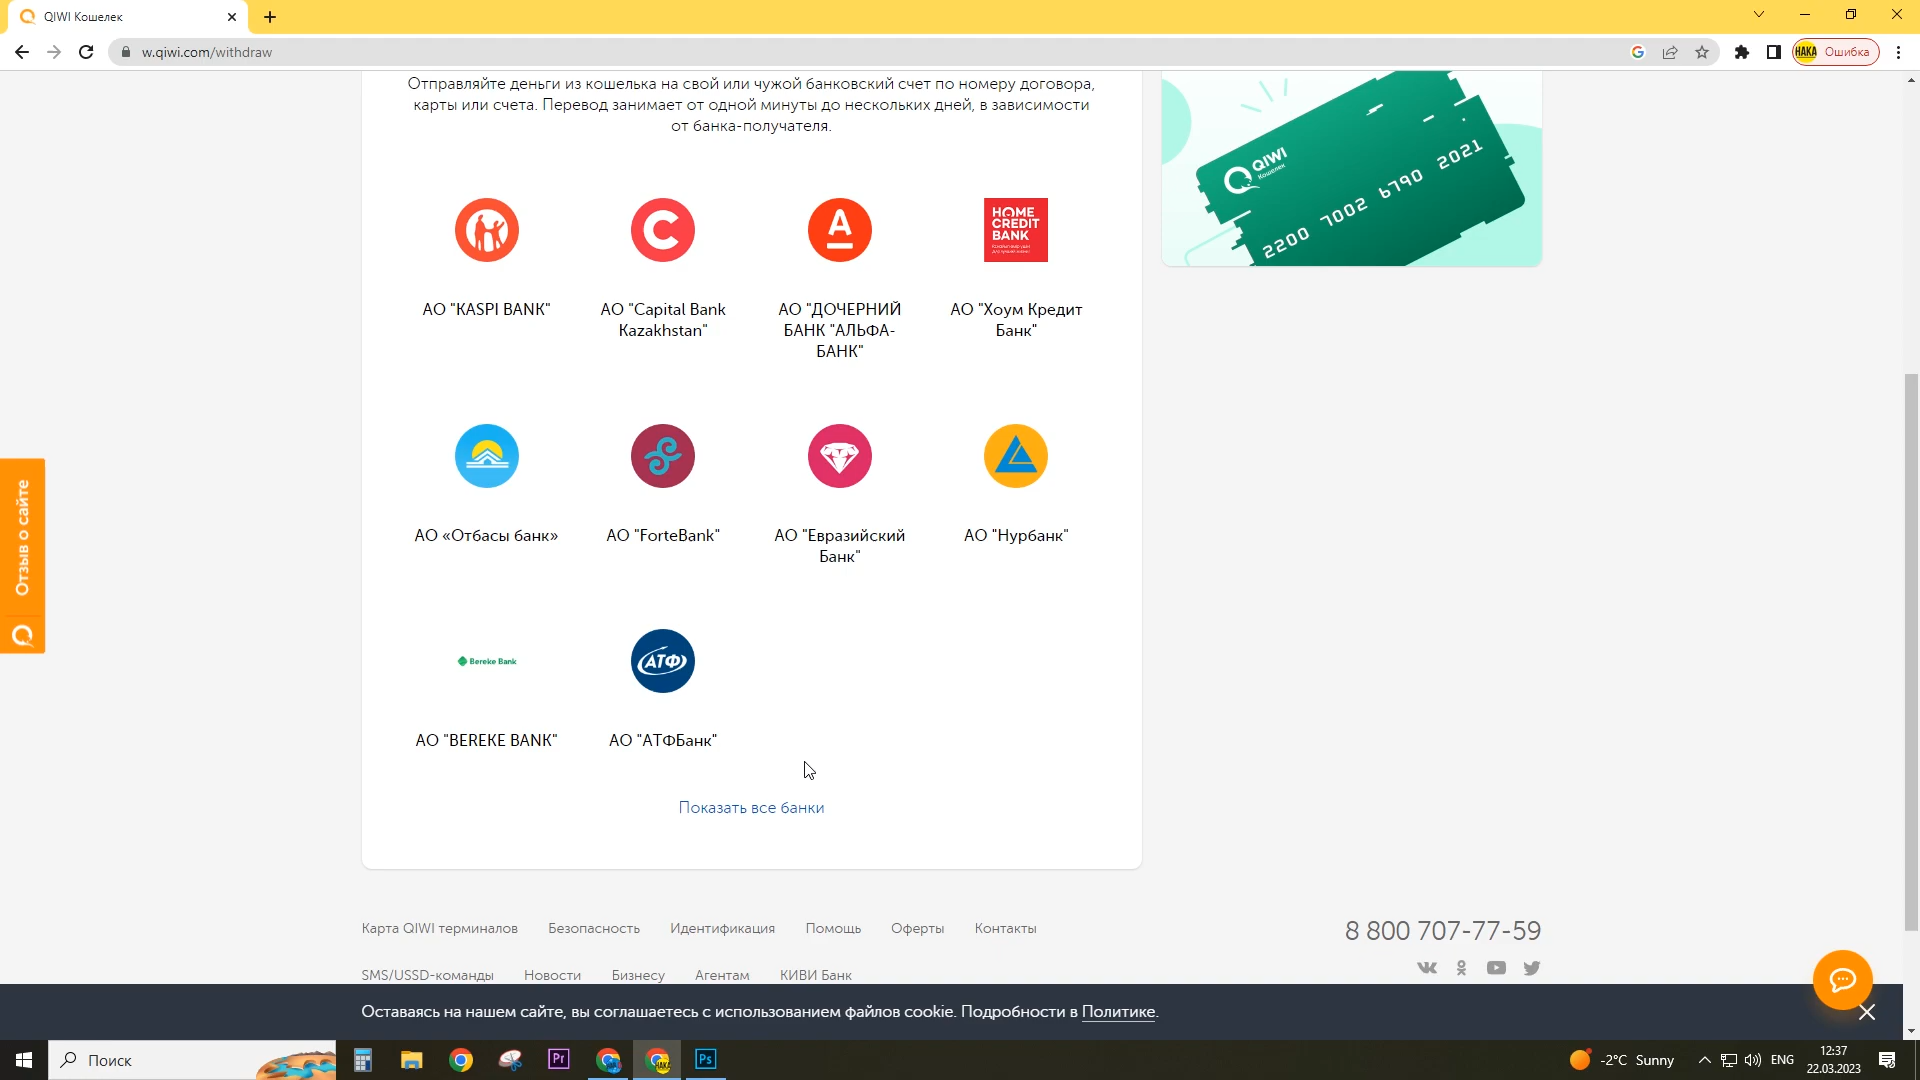 QIWI Кошелек
w.qiwi.com/withdraw
НАКА
Ошибка
Отправляйте деньги из кошелька на свой или чужой банковский счет по номеру договора,
карты или счета. Перевод занимает от одной минуты до нескольких дней, в зависимости
от банка-получателя.
QIWI
Кошелек
2200 7002 6790 2021
C
A
HOME
CREDIT
BANK
АО "KASPI BANK"
АО "Capital Bank
Kazakhstan"
АО "ДОЧЕРНИЙ
БАНК "АЛЬФА-
БАНК"
АО "Хоум Кредит
Банк"
АО «Отбасы банк»
АО "ForteBank"
АО "Евразийский
Банк"
АО "Нурбанк"
Отзыв о сайте
Bereke Bank
АТФ
АО "BEREKE BANK"
АО "АТФБанк"
Показать все банки
Карта QIWI терминалов Безопасность Идентификация Помощь Оферты Контакты
8 800 707-77-59
SMS/USSD-команды Новости Бизнесу Агентам КИВИ Банк
Оставаясь на нашем сайте, вы соглашаетесь с использованием файлов cookie. Подробности в Политике.
Поиск
Pr
НАКА
Ps
-2°C Sunny
ENG
12:37
22.03.2023